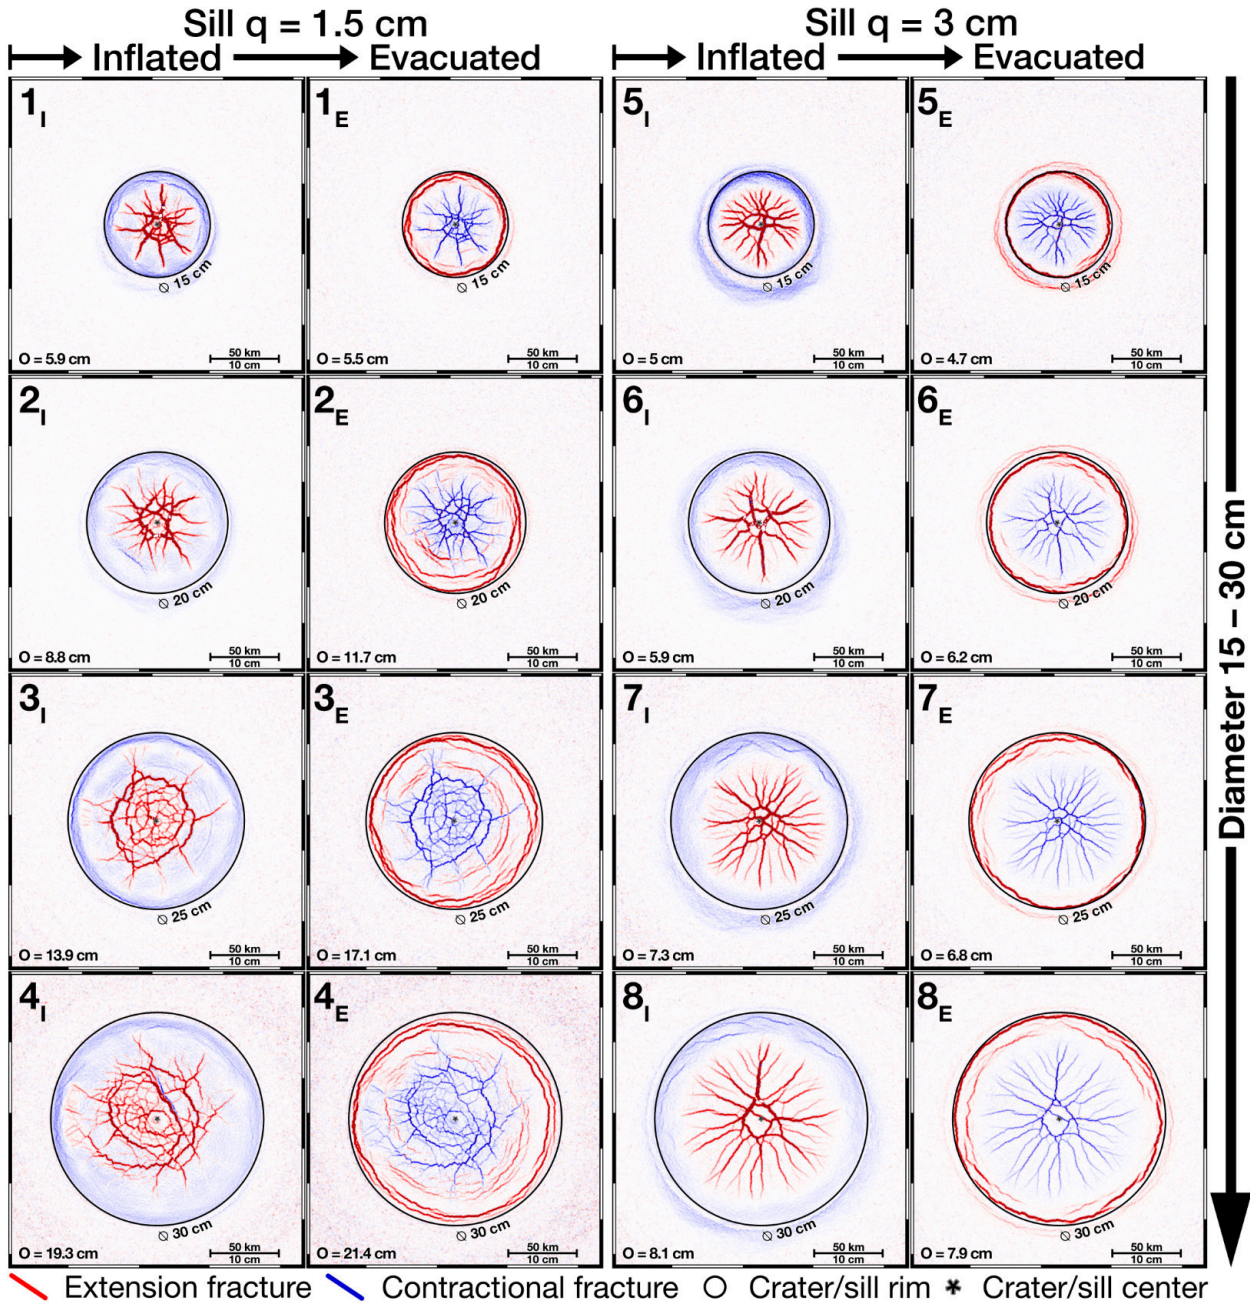 Sill q = 1.5 cm
Sill q = 3 cm
Inflated
Evacuated
Inflated
Evacuated
1I
Ø 15 cm
O = 5.9 cm
50 km
10 cm
1E
Ø 15 cm
O = 5.5 cm
50 km
10 cm
5I
Ø 15 cm
O = 5 cm
50 km
10 cm
5E
Ø 15 cm
O = 4.7 cm
50 km
10 cm
2I
Ø 20 cm
O = 8.8 cm
50 km
10 cm
2E
Ø 20 cm
O = 11.7 cm
50 km
10 cm
6I
Ø 20 cm
O = 5.9 cm
50 km
10 cm
6E
Ø 20 cm
O = 6.2 cm
50 km
10 cm
3I
Ø 25 cm
O = 13.9 cm
50 km
10 cm
3E
Ø 25 cm
O = 17.1 cm
50 km
10 cm
7I
Ø 25 cm
O = 7.3 cm
50 km
10 cm
7E
Ø 25 cm
O = 6.8 cm
50 km
10 cm
4I
Ø 30 cm
O = 19.3 cm
50 km
10 cm
4E
Ø 30 cm
O = 21.4 cm
50 km
10 cm
8I
Ø 30 cm
O = 8.1 cm
50 km
10 cm
8E
Ø 30 cm
O = 7.9 cm
50 km
10 cm
Diameter 15 – 30 cm
Extension fracture
Contractional fracture
Crater/sill rim
Crater/sill center